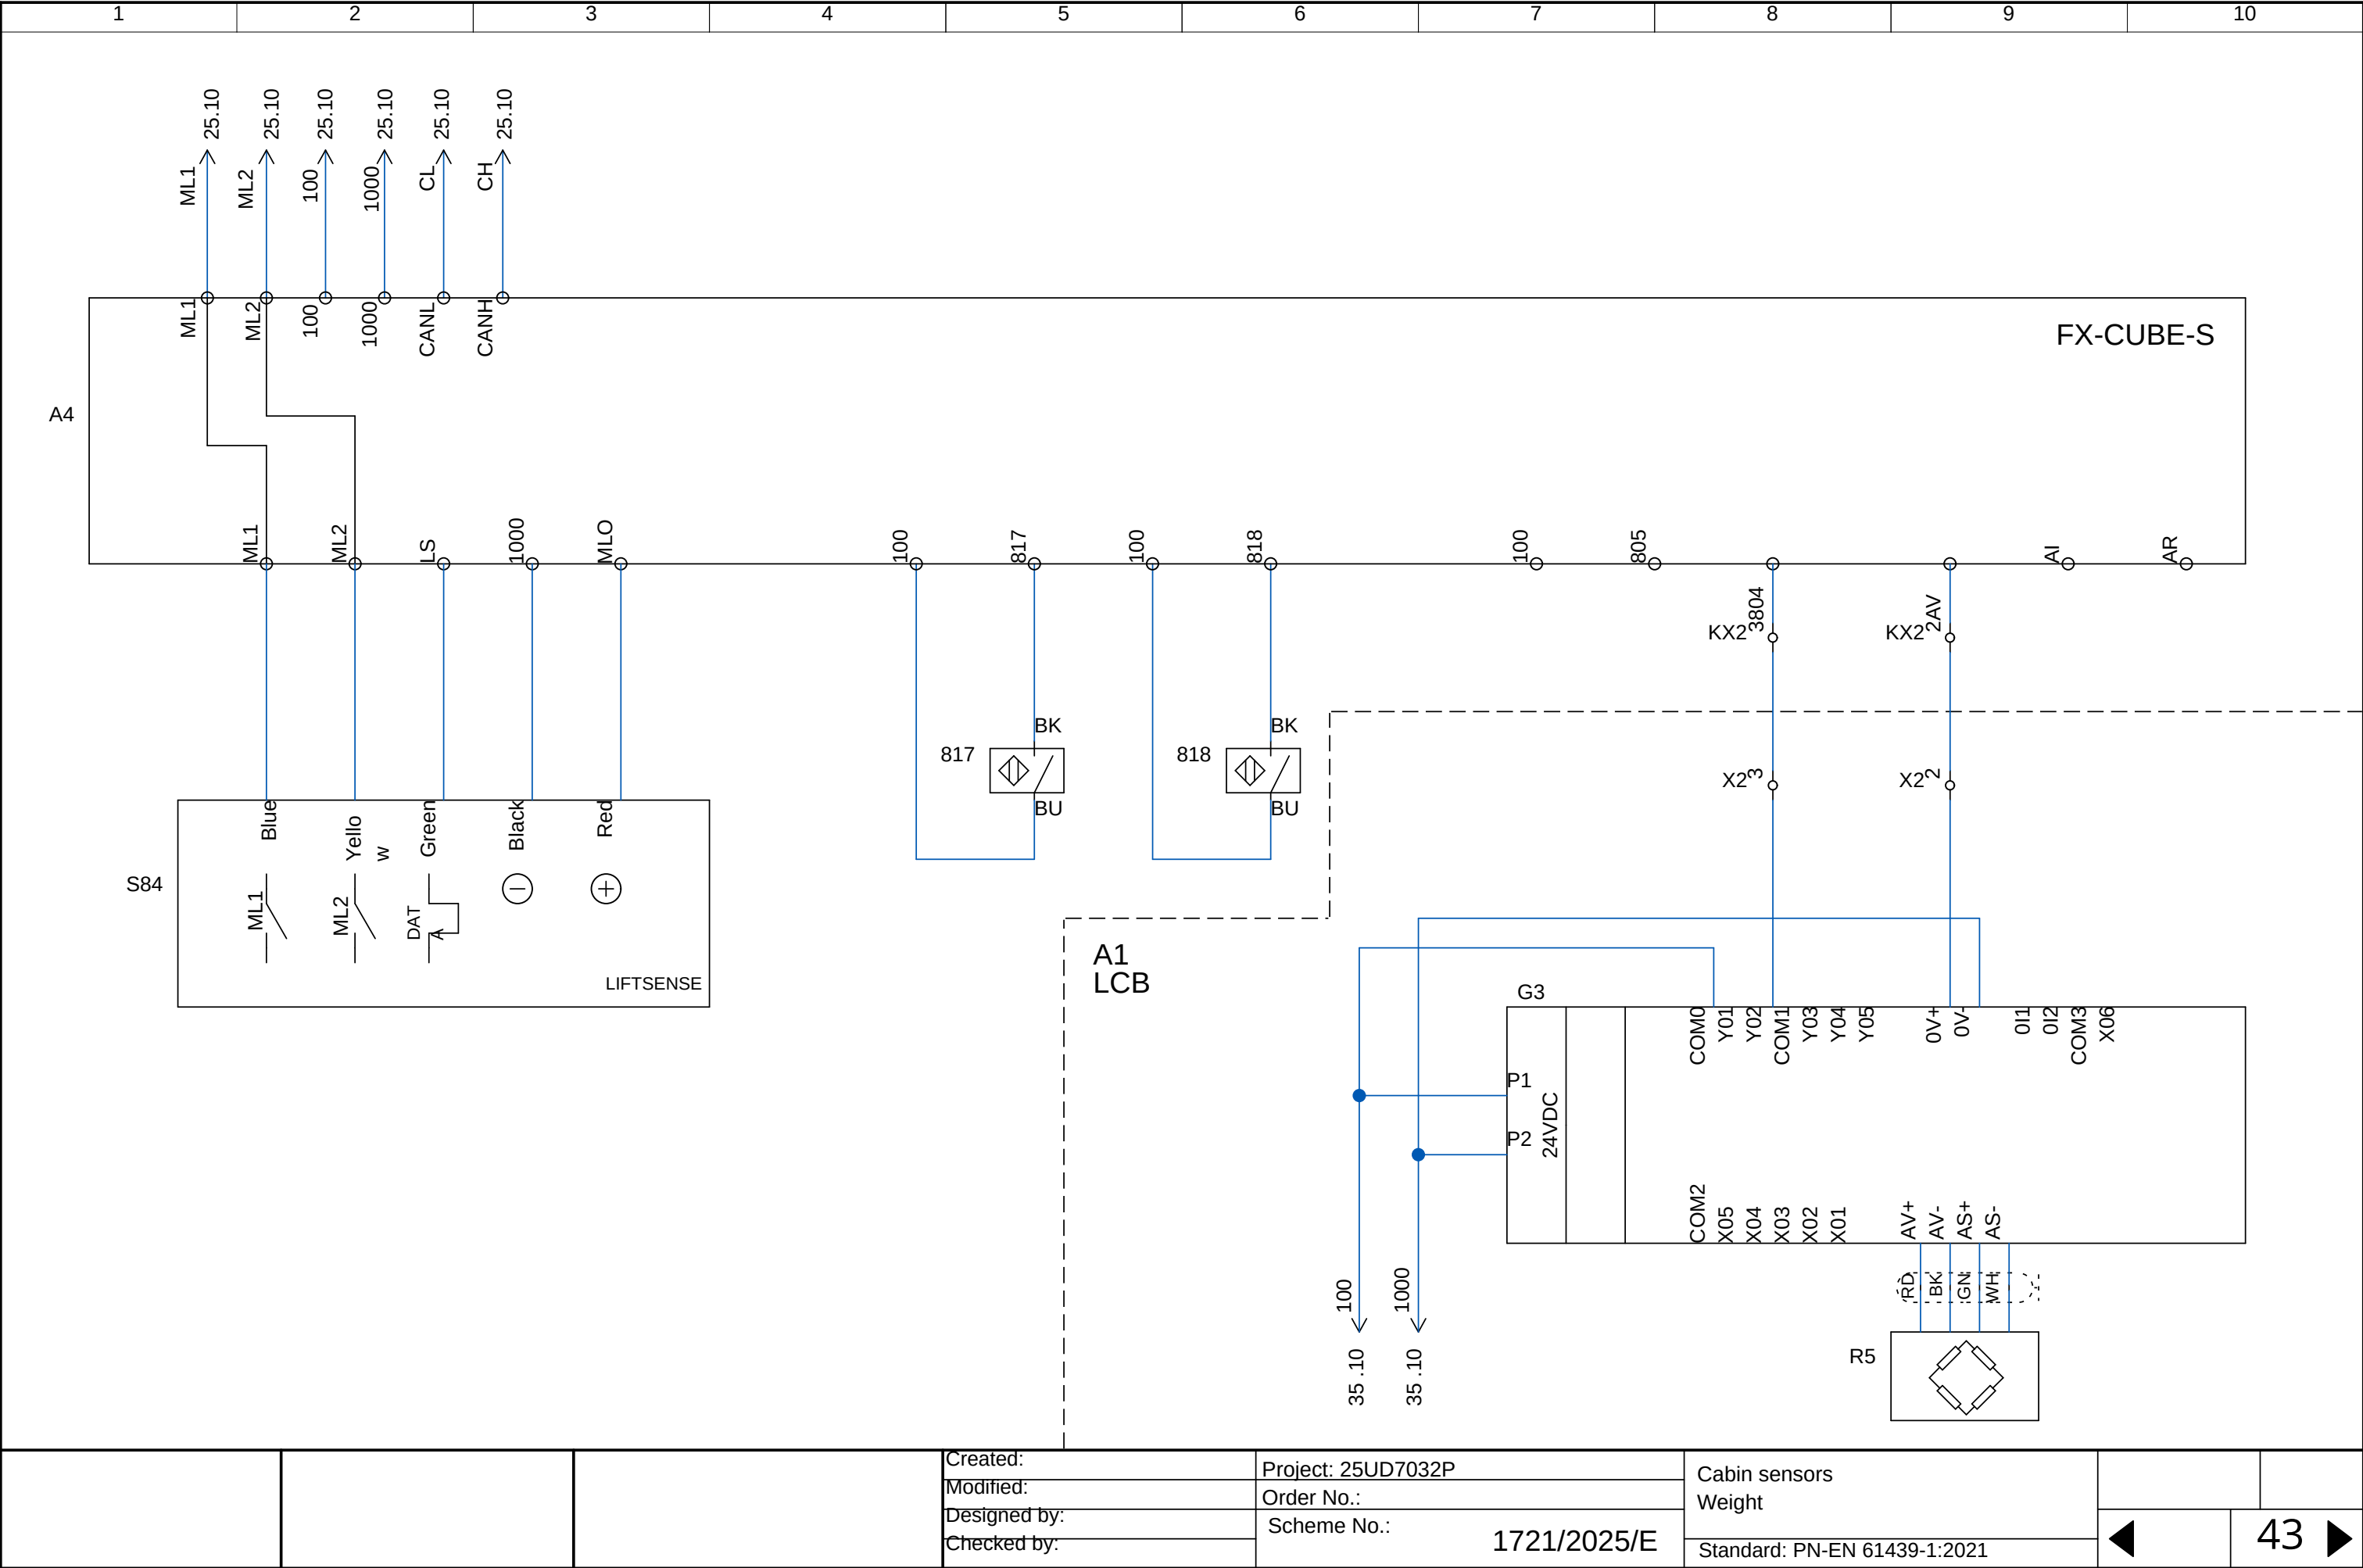 1 2 3 4 5 6 7 8 9 10
25.10 25.10 25.10 25.10 25.10 25.10
ML1 ML2 100 1000 CL CH
ML1 ML2 100 1000 CANL CANH
FX-CUBE-S
A4
ML1 ML2 LS 1000 MLO 100 817 100 818 100 805 AI AR
3804 2AV
KX2 KX2
BK BK
817 818
3 2
X2 X2
BU BU
Blue Yello Green Black Red
w
S84
ML1 ML2 DAT
A
LIFTSENSE
A1
LCB
G3
COM0 Y01 Y02 COM1 Y03 Y04 Y05 0V+ 0V- 0I1 0I2 COM3 X06
P1
24VDC
P2
COM2 X05 X04 X03 X02 X01 AV+ AV- AS+ AS-
100 1000
RD BK GN WH
35 .10 35 .10
R5
Created:
Modified:
Designed by:
Checked by:
Project: 25UD7032P
Order No.:
Scheme No.:
1721/2025/E
Cabin sensors
Weight
Standard: PN-EN 61439-1:2021
43